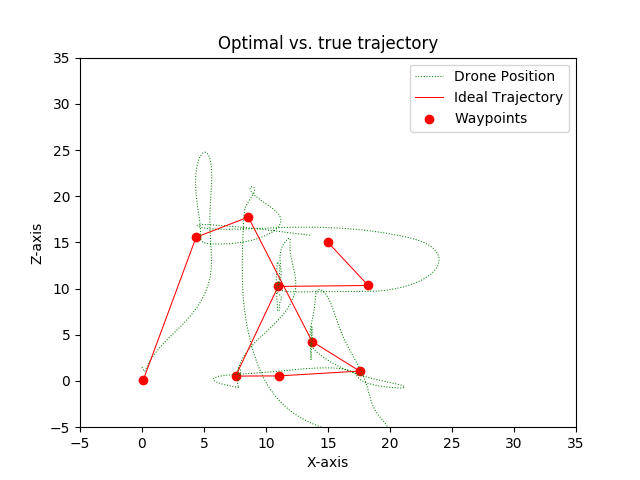 Optimal vs. true trajectory
Drone Position
Ideal Trajectory
Waypoints
Z-axis
35
30
25
20
15
10
5
0
−5
−5 0 5 10 15 20 25 30 35
X-axis